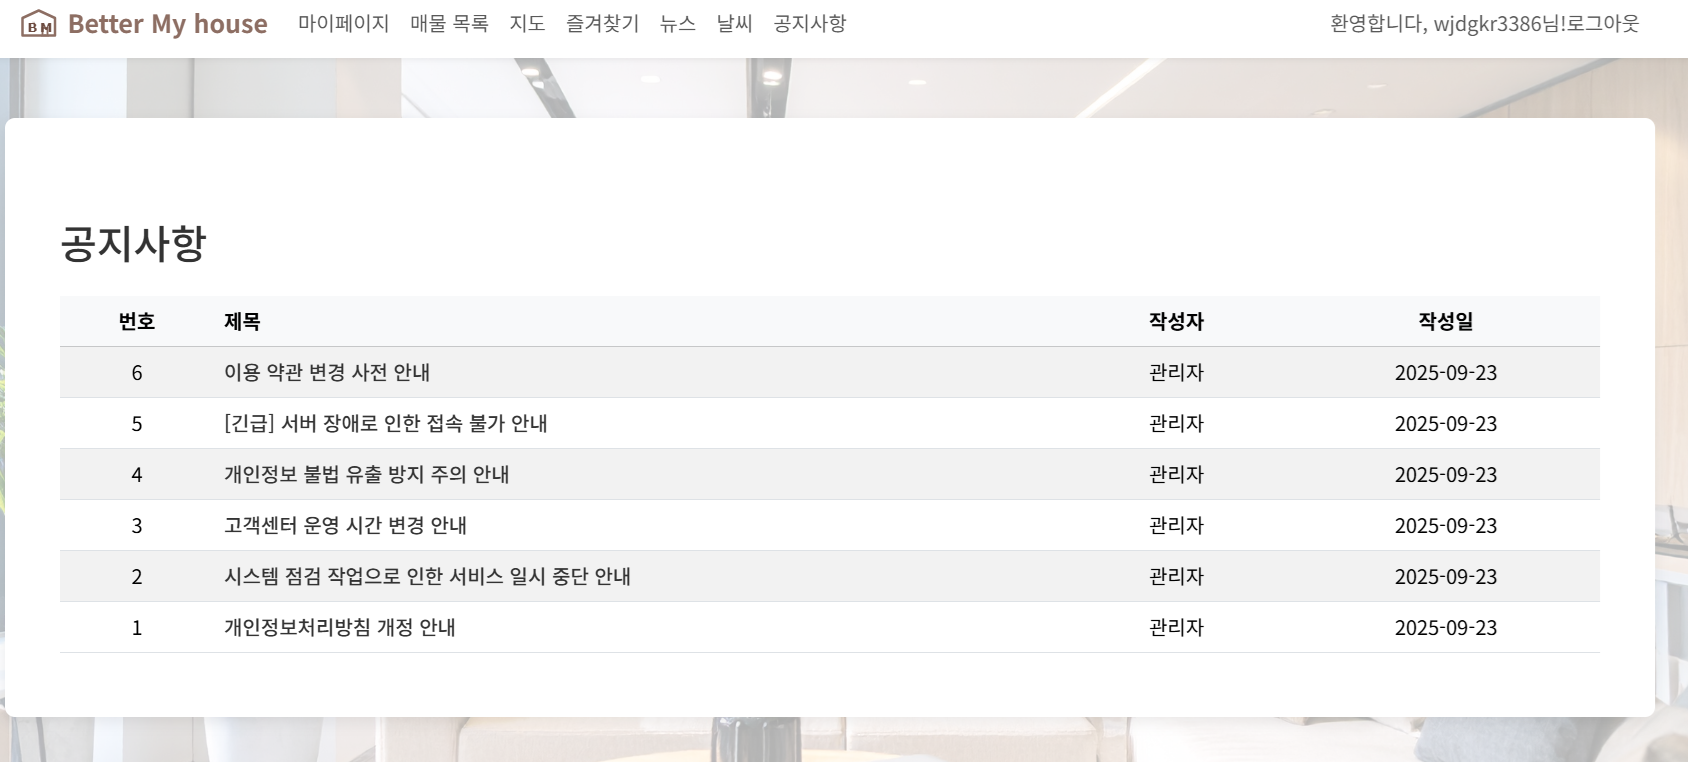 BM Better My house 마이페이지 매물 목록 지도 즐겨찾기 뉴스 날씨 공지사항 환영합니다, wjdgkr3386님!로그아웃
공지사항
번호 제목 작성자 작성일
6 이용 약관 변경 사전 안내 관리자 2025-09-23
5 [긴급] 서버 장애로 인한 접속 불가 안내 관리자 2025-09-23
4 개인정보 불법 유출 방지 주의 안내 관리자 2025-09-23
3 고객센터 운영 시간 변경 안내 관리자 2025-09-23
2 시스템 점검 작업으로 인한 서비스 일시 중단 안내 관리자 2025-09-23
1 개인정보처리방침 개정 안내 관리자 2025-09-23